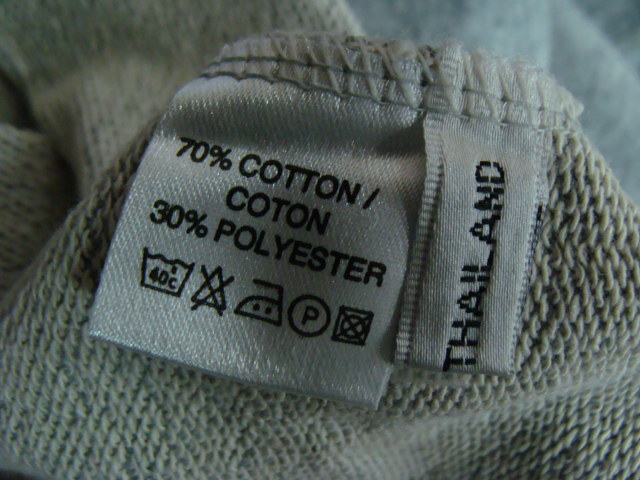 70% COTTON /
COTON
30% POLYESTER
40C P
THAILAND